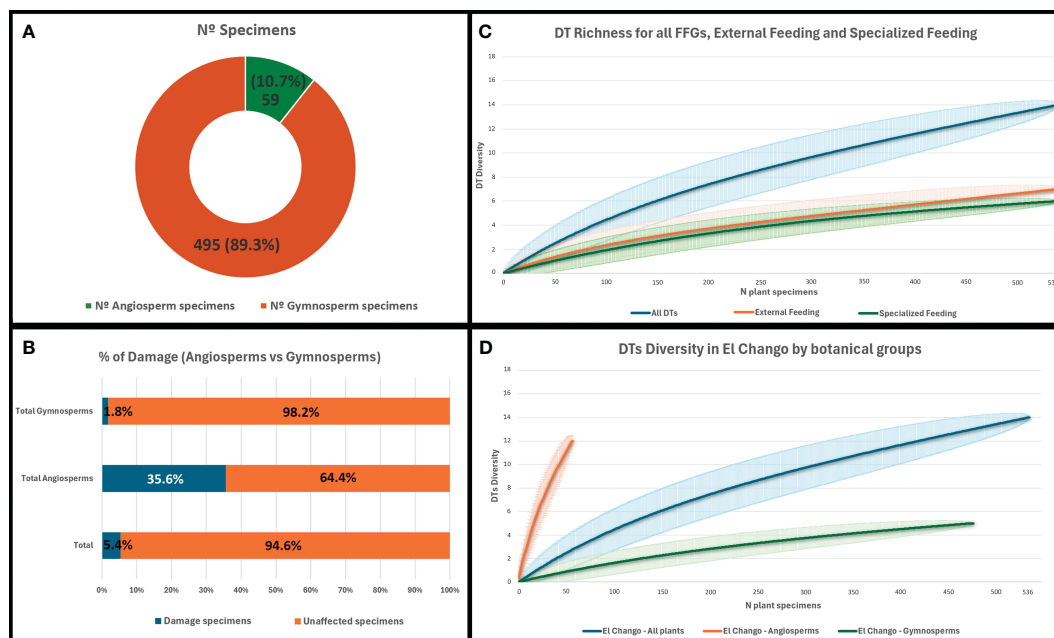 A
Nº Specimens
(10.7%)
59
495 (89.3%)
Nº Angiosperm specimens
Nº Gymnosperm specimens
B
% of Damage (Angiosperms vs Gymnosperms)
Total Gymnosperms
1.8%
98.2%
Total Angiosperms
35.6%
64.4%
Total
5.4%
94.6%
0% 10% 20% 30% 40% 50% 60% 70% 80% 90% 100%
Damage specimens
Unaffected specimens
C
DT Richness for all FFGs, External Feeding and Specialized Feeding
DT Diversity
18
16
14
12
10
8
6
4
2
0
0 50 100 150 200 250 300 350 400 450 500 53
N plant specimens
All DTs
External Feeding
Specialized Feeding
D
DTs Diversity in El Chango by botanical groups
DTs Diversity
18
16
14
12
10
8
6
4
2
0
0 50 100 150 200 250 300 350 400 450 500 536
N plant specimens
El Chango - All plants
El Chango - Angiosperms
El Chango - Gymnosperms